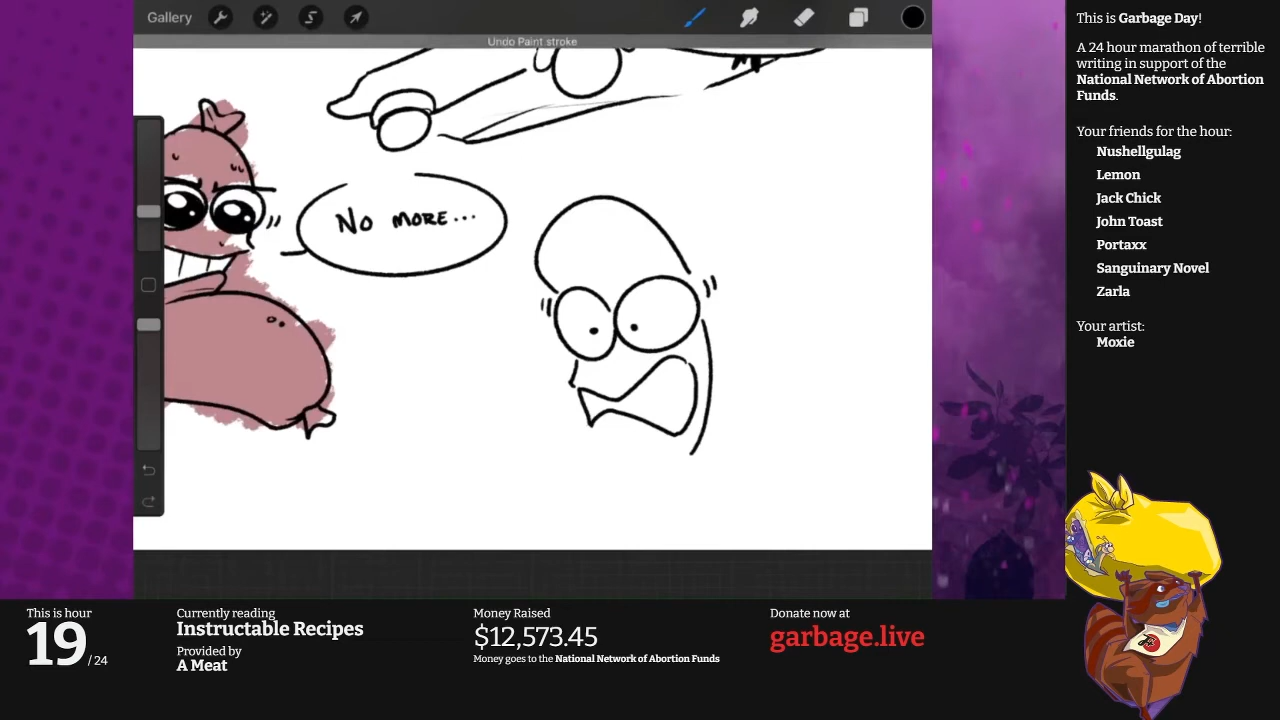 Gallery
Undo Paint stroke
No MORE...
This is Garbage Day!
A 24 hour marathon of terrible
writing in support of the
National Network of Abortion
Funds.
Your friends for the hour:
Nushellgulag
Lemon
Jack Chick
John Toast
Portaxx
Sanguinary Novel
Zarla
Your artist:
Moxie
This is hour
19 / 24
Currently reading
Instructable Recipes
Provided by
A Meat
Money Raised
$12,573.45
Money goes to the National Network of Abortion Funds
Donate now at
garbage.live